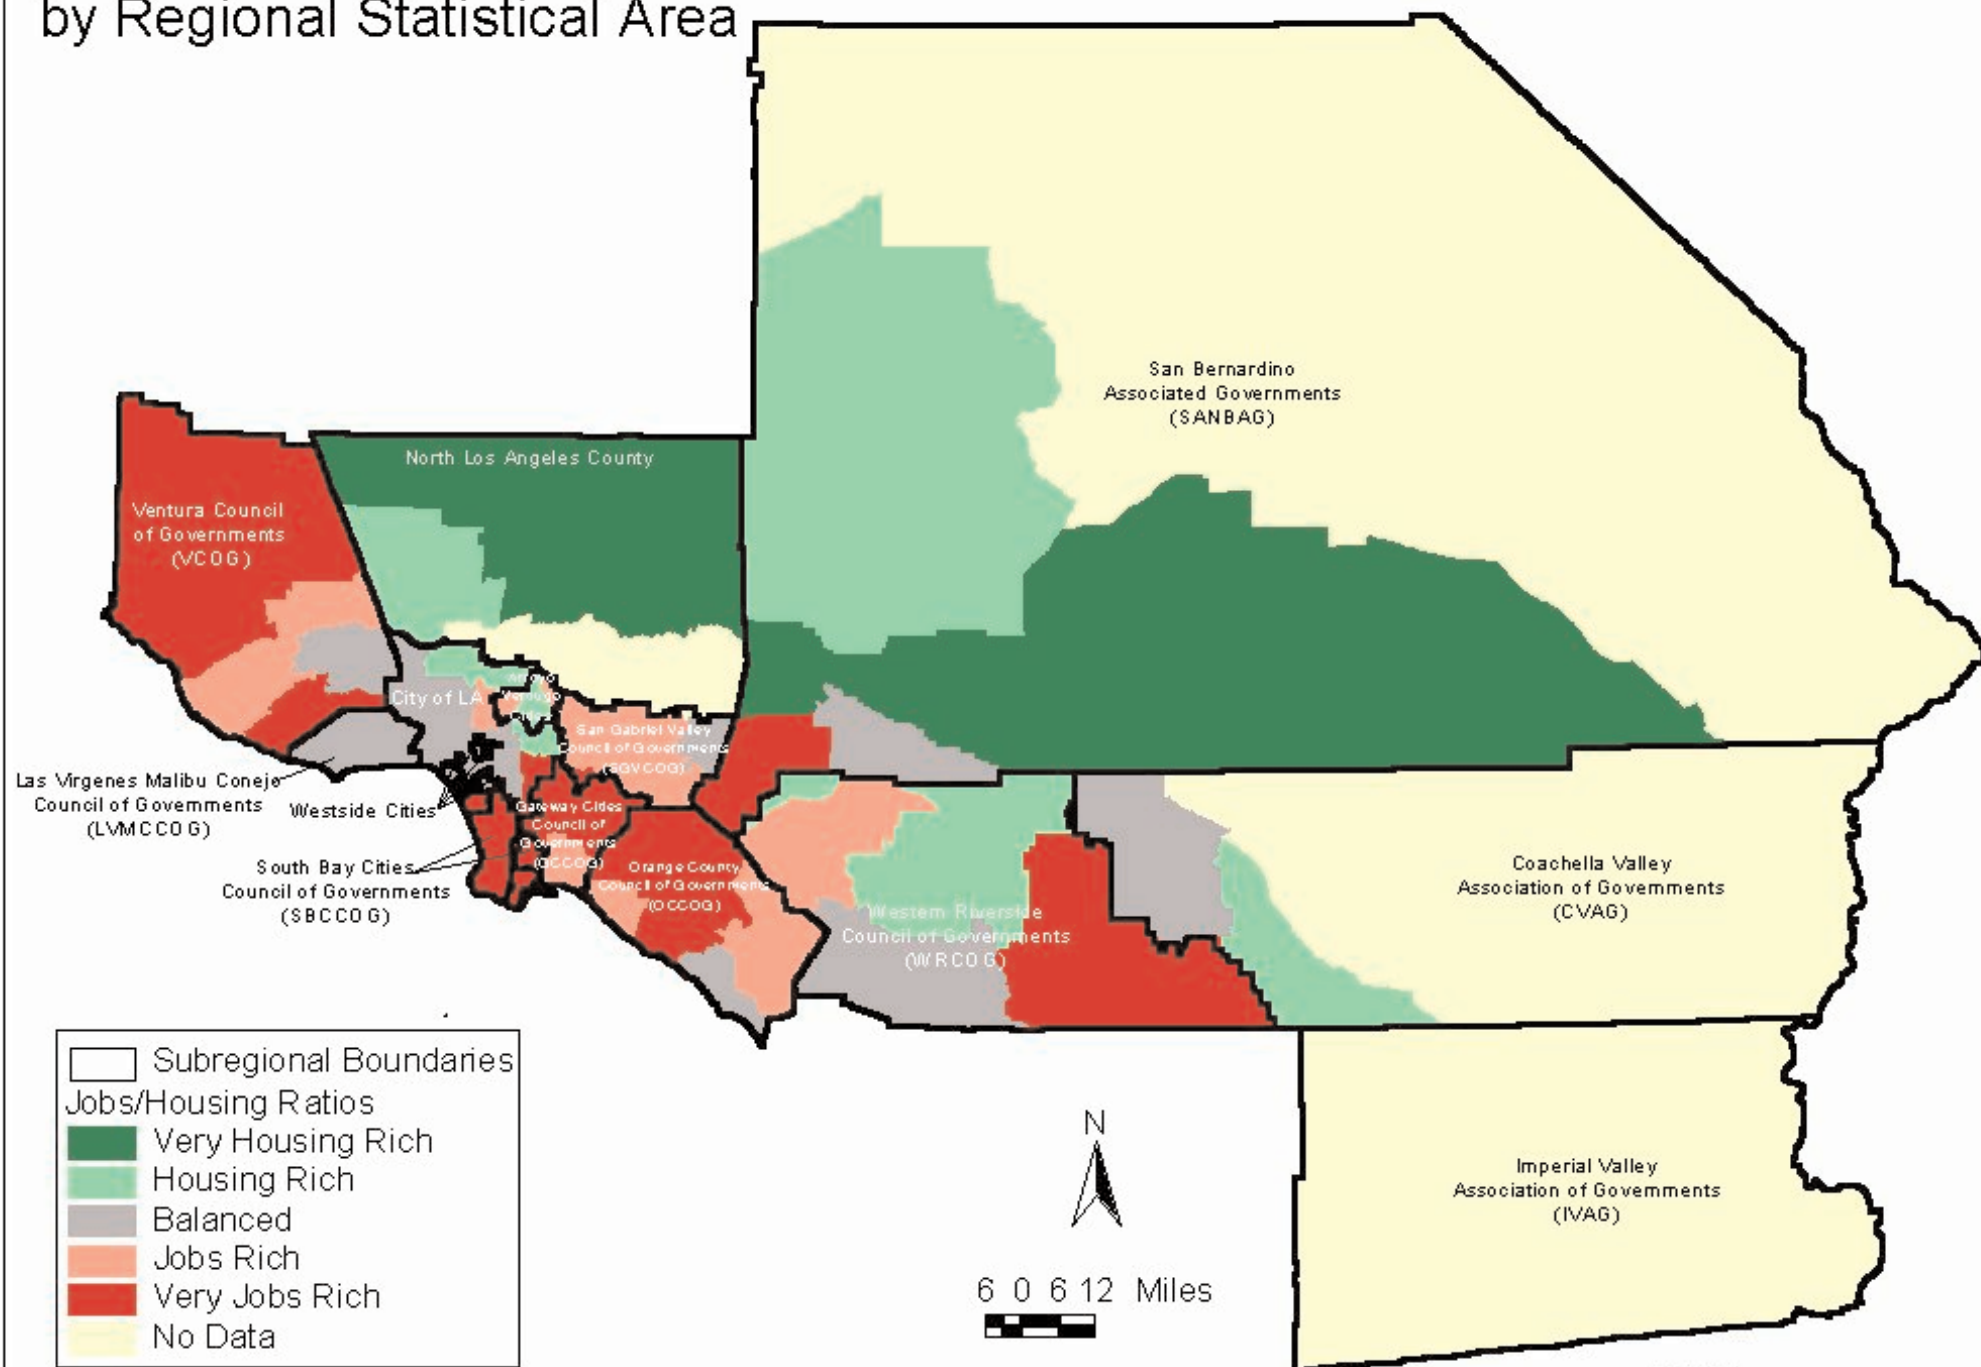 by Regional Statistical Area
San Bernardino
Associated Governments
(SANBAG)
North Los Angeles County
Ventura Council
of Governments
(VCOG)
Arroyo
Verdugo
City of LA
San Gabriel Valley
Council of Governments
(SGVCOG)
Las Virgenes Malibu Conejo
Council of Governments
(LVMCCOG)
Westside Cities
Gateway Cities
Council of
Governments
(GCCOG)
South Bay Cities
Council of Governments
(SBCCOG)
Orange County
Council of Governments
(OCCOG)
Western Riverside
Council of Governments
(WRCOG)
Coachella Valley
Association of Governments
(CVAG)
Imperial Valley
Association of Governments
(IVAG)
Subregional Boundaries
Jobs/Housing Ratios
Very Housing Rich
Housing Rich
Balanced
Jobs Rich
Very Jobs Rich
No Data
N
6 0 6 12 Miles